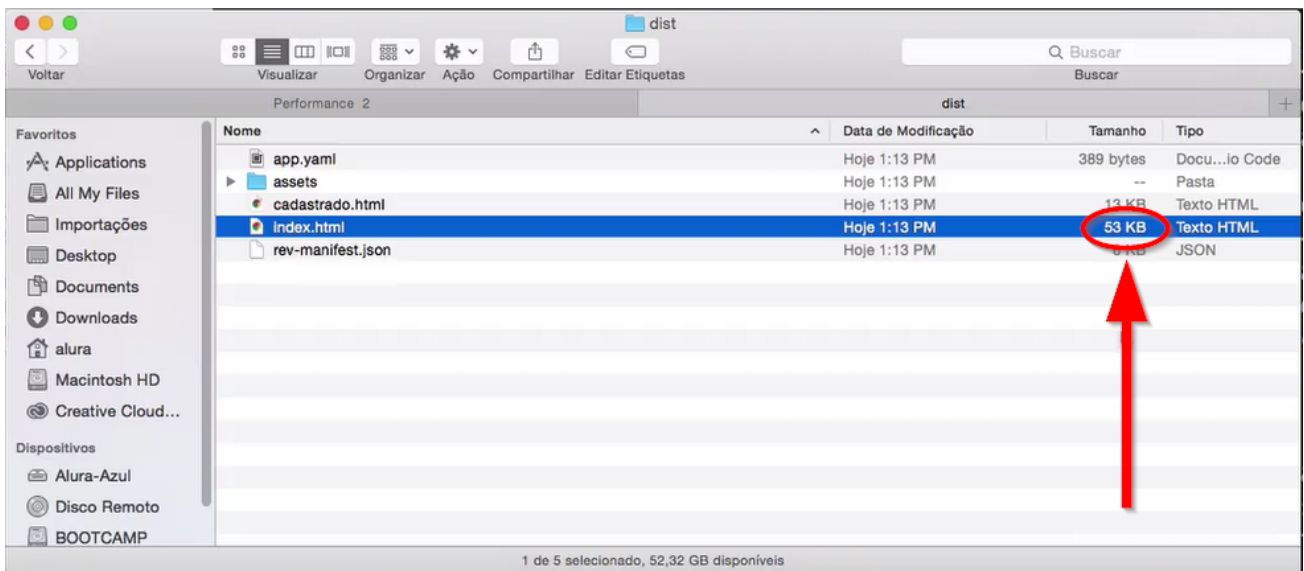 dist
Voltar
Visualizar Organizar Ação Compartilhar Editar Etiquetas
Buscar
Buscar
Performance 2
dist
Favoritos
Applications
All My Files
Importações
Desktop
Documents
Downloads
alura
Macintosh HD
Creative Cloud...
Dispositivos
Alura-Azul
Disco Remoto
BOOTCAMP
Nome Data de Modificação Tamanho Tipo
app.yaml Hoje 1:13 PM 389 bytes Docu...io Code
assets Hoje 1:13 PM -- Pasta
cadastrado.html Hoje 1:13 PM 13 KB Texto HTML
index.html Hoje 1:13 PM 53 KB Texto HTML
rev-manifest.json Hoje 1:13 PM KB JSON
1 de 5 selecionado, 52,32 GB disponíveis